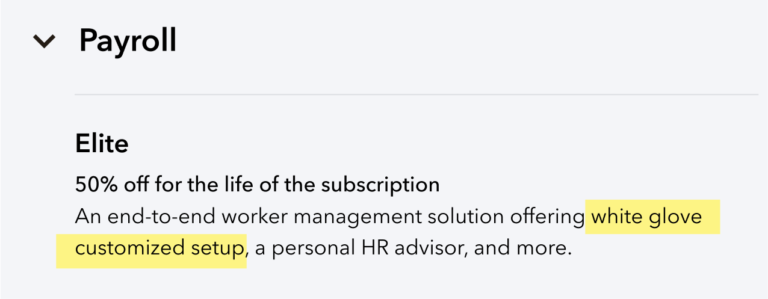 Payroll
Elite
50% off for the life of the subscription
An end-to-end worker management solution offering white glove
customized setup, a personal HR advisor, and more.